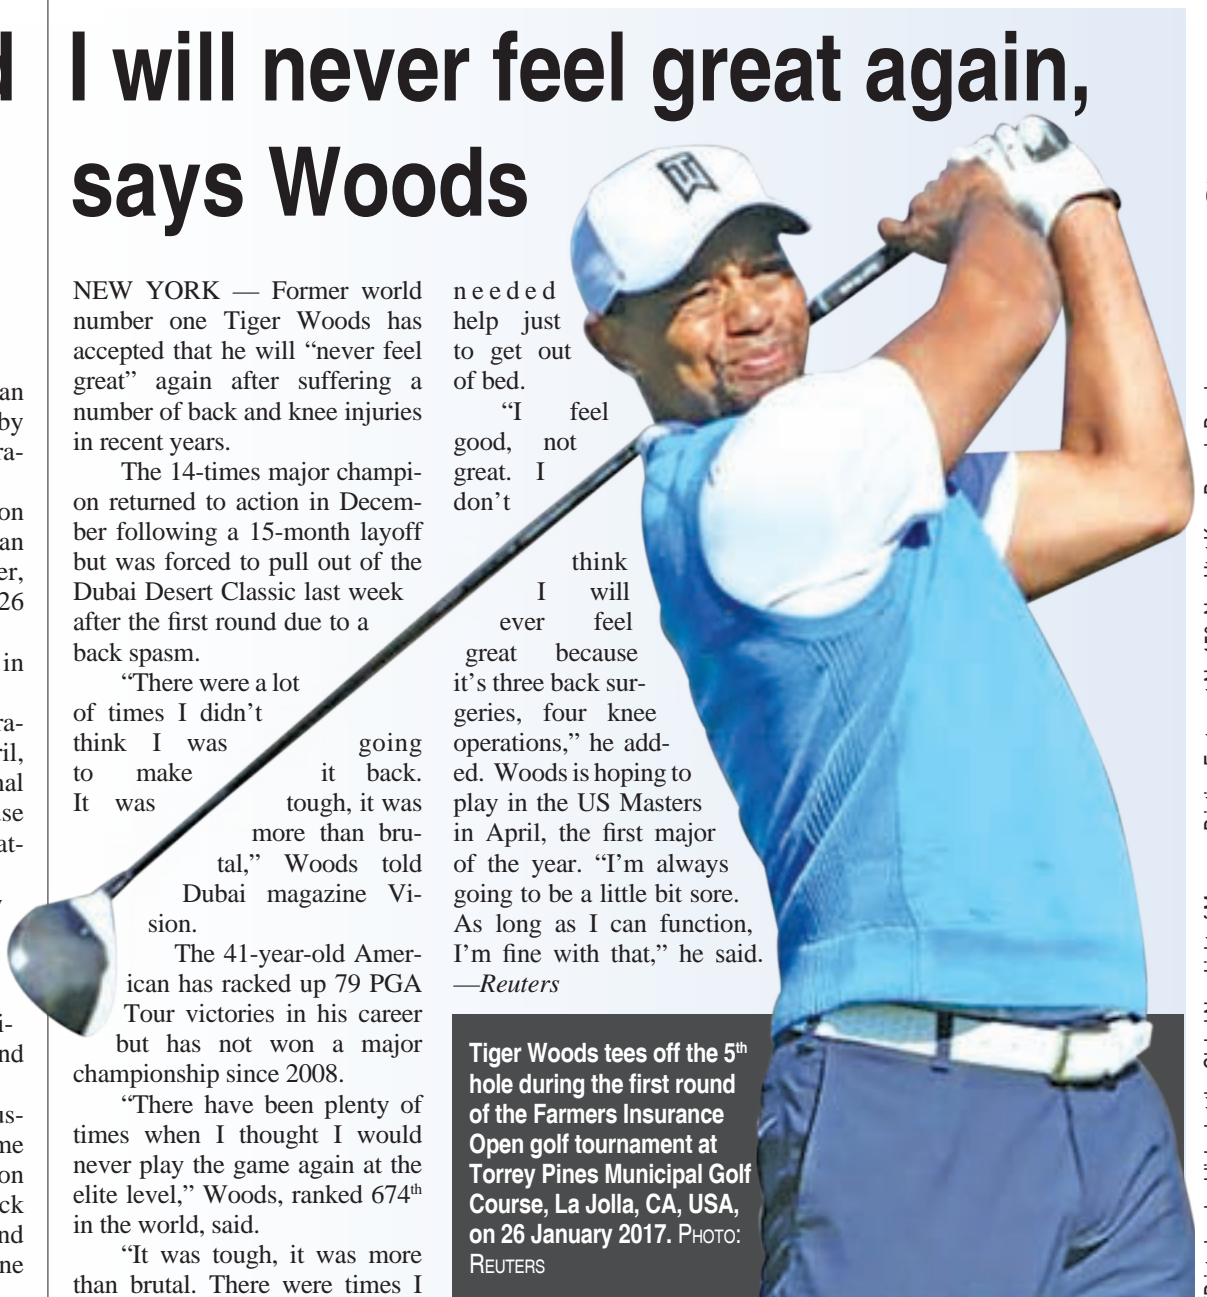 I will never feel great again,
says Woods
NEW YORK — Former world
number one Tiger Woods has
accepted that he will “never feel
great” again after suffering a
number of back and knee injuries
in recent years.
The 14-times major champi-
on returned to action in Decem-
ber following a 15-month layoff
but was forced to pull out of the
Dubai Desert Classic last week
after the first round due to a
back spasm.
“There were a lot
of times I didn’t
think I was going
to make it back.
It was tough, it was
more than bru-
tal,” Woods told
Dubai magazine Vi-
sion.
The 41-year-old Amer-
ican has racked up 79 PGA
Tour victories in his career
but has not won a major
championship since 2008.
“There have been plenty of
times when I thought I would
never play the game again at the
elite level,” Woods, ranked 674th
in the world, said.
“It was tough, it was more
than brutal. There were times I
needed
help just
to get out
of bed.
“I feel
good, not
great. I
don’t
think
I will
ever feel
great because
it’s three back sur-
geries, four knee
operations,” he add-
ed. Woods is hoping to
play in the US Masters
in April, the first major
of the year. “I’m always
going to be a little bit sore.
As long as I can function,
I’m fine with that,” he said.
—Reuters
Tiger Woods tees off the 5th
hole during the first round
of the Farmers Insurance
Open golf tournament at
Torrey Pines Municipal Golf
Course, La Jolla, CA, USA,
on 26 January 2017. PHOTO:
REUTERS